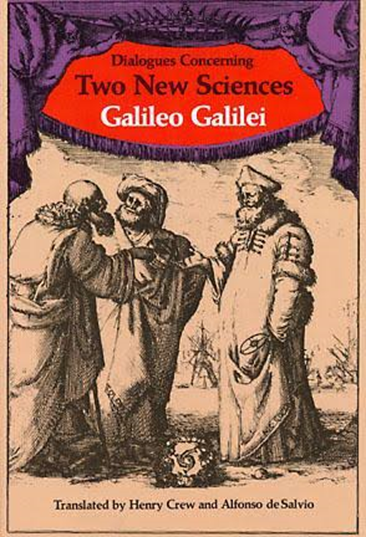 Dialogues Concerning
Two New Sciences
Galileo Galilei
Translated by Henry Crew and Alfonso de Salvio